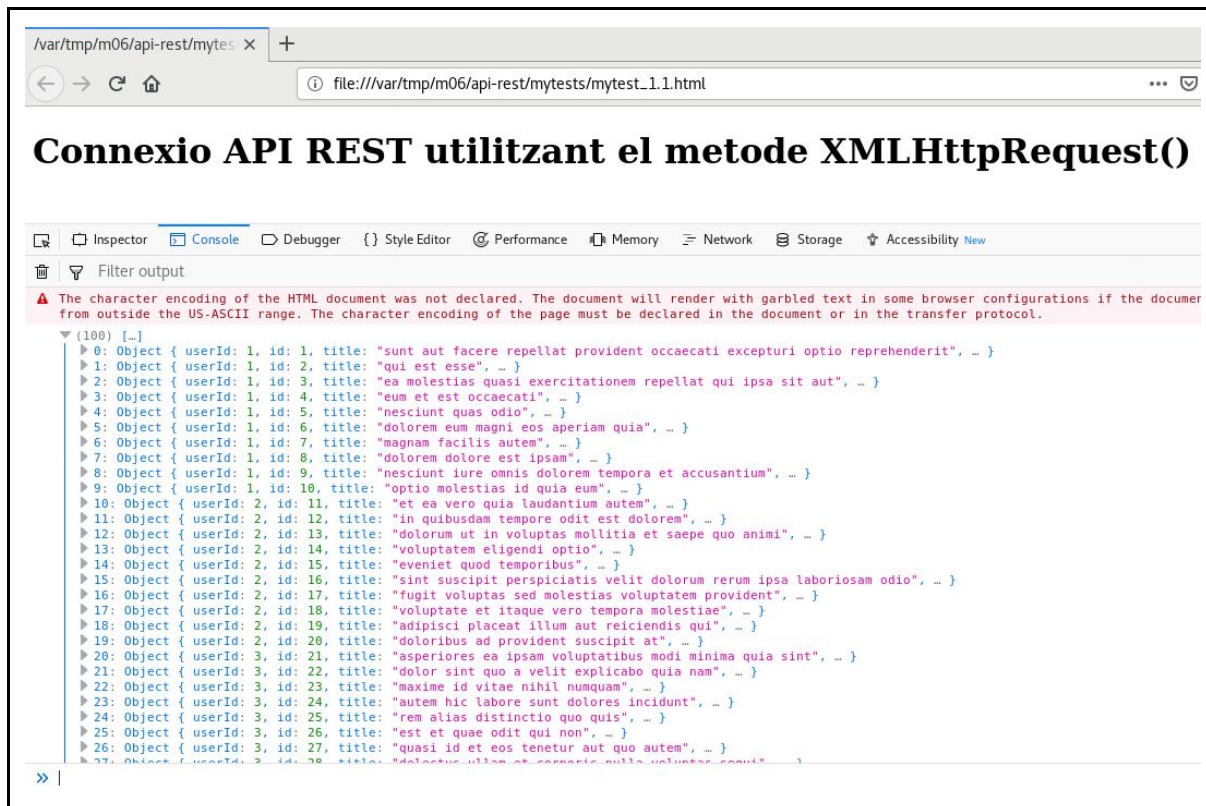 /var/tmp/m06/api-rest/mytes
file:///var/tmp/m06/api-rest/mytests/mytest_1.1.html
Connexio API REST utilitzant el metode XMLHttpRequest()
Inspector Console Debugger {} Style Editor Performance Memory Network Storage Accessibility New
Filter output
The character encoding of the HTML document was not declared. The document will render with garbled text in some browser configurations if the documen
from outside the US-ASCII range. The character encoding of the page must be declared in the document or in the transfer protocol.
(100) […]
0: Object { userId: 1, id: 1, title: "sunt aut facere repellat provident occaecati excepturi optio reprehenderit", … }
1: Object { userId: 1, id: 2, title: "qui est esse", … }
2: Object { userId: 1, id: 3, title: "ea molestias quasi exercitationem repellat qui ipsa sit aut", … }
3: Object { userId: 1, id: 4, title: "eum et est occaecati", … }
4: Object { userId: 1, id: 5, title: "nesciunt quas odio", … }
5: Object { userId: 1, id: 6, title: "dolorem eum magni eos aperiam quia", … }
6: Object { userId: 1, id: 7, title: "magnam facilis autem", … }
7: Object { userId: 1, id: 8, title: "dolorem dolore est ipsam", … }
8: Object { userId: 1, id: 9, title: "nesciunt iure omnis dolorem tempora et accusantium", … }
9: Object { userId: 1, id: 10, title: "optio molestias id quia eum", … }
10: Object { userId: 2, id: 11, title: "et ea vero quia laudantium autem", … }
11: Object { userId: 2, id: 12, title: "in quibusdam tempore odit est dolorem", … }
12: Object { userId: 2, id: 13, title: "dolorum ut in voluptas mollitia et saepe quo animi", … }
13: Object { userId: 2, id: 14, title: "voluptatem eligendi optio", … }
14: Object { userId: 2, id: 15, title: "eveniet quod temporibus", … }
15: Object { userId: 2, id: 16, title: "sint suscipit perspiciatis velit dolorum rerum ipsa laboriosam odio", … }
16: Object { userId: 2, id: 17, title: "fugit voluptas sed molestias voluptatem provident", … }
17: Object { userId: 2, id: 18, title: "voluptate et itaque vero tempora molestiae", … }
18: Object { userId: 2, id: 19, title: "adipisci placeat illum aut reiciendis qui", … }
19: Object { userId: 2, id: 20, title: "doloribus ad provident suscipit at", … }
20: Object { userId: 3, id: 21, title: "asperiores ea ipsam voluptatibus modi minima quia sint", … }
21: Object { userId: 3, id: 22, title: "dolor sint quo a velit explicabo quia nam", … }
22: Object { userId: 3, id: 23, title: "maxime id vitae nihil numquam", … }
23: Object { userId: 3, id: 24, title: "autem hic labore sunt dolores incidunt", … }
24: Object { userId: 3, id: 25, title: "rem alias distinctio quo quis", … }
25: Object { userId: 3, id: 26, title: "est et quae odit qui non", … }
26: Object { userId: 3, id: 27, title: "quasi id et eos tenetur aut quo autem", … }
27: Object { userId: 3, id: 28, title: "delectus ullam et corporis nulla voluptas sequi", … }